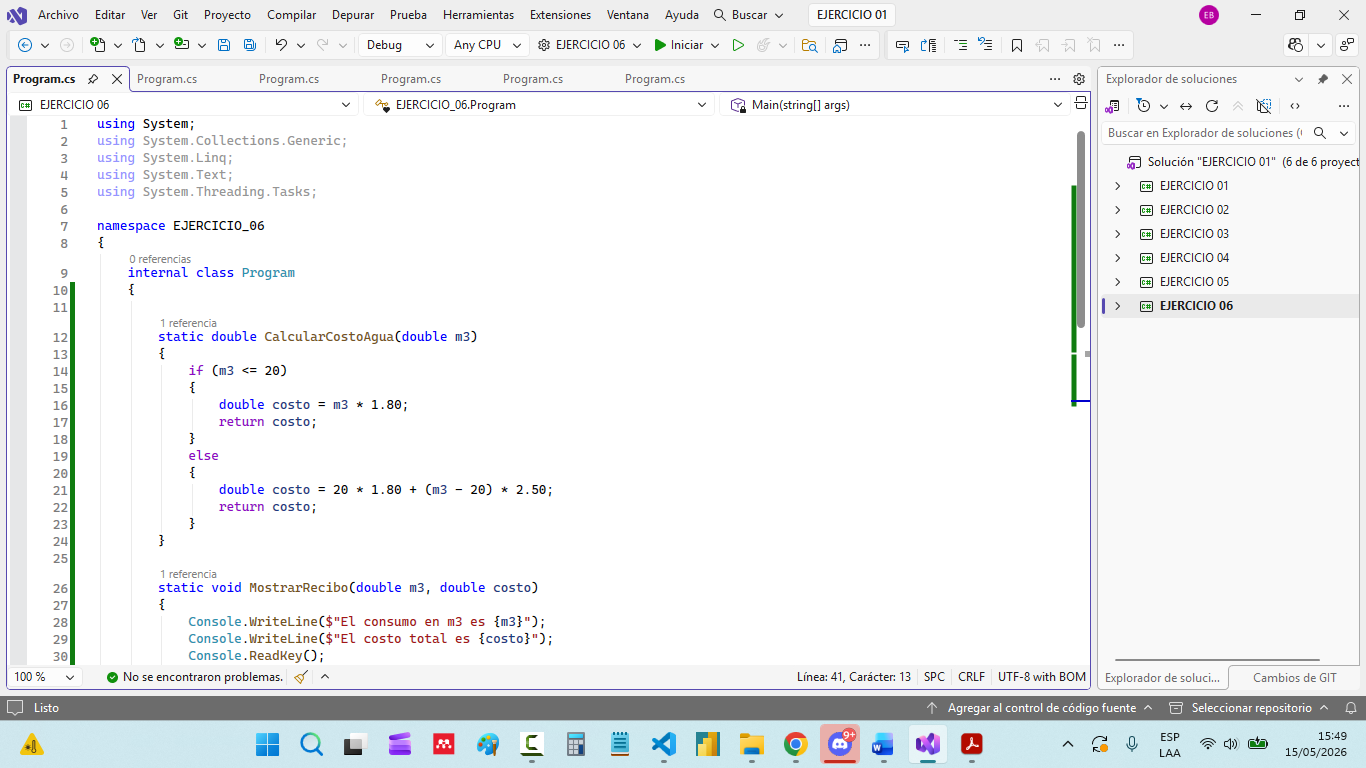 Archivo Editar Ver Git Proyecto Compilar Depurar Prueba Herramientas Extensiones Ventana Ayuda Buscar EJERCICIO 01 EB
Debug Any CPU EJERCICIO 06 Iniciar
Program.cs Program.cs Program.cs Program.cs Program.cs Program.cs
EJERCICIO 06 EJERCICIO_06.Program Main(string[] args)
1 using System;
2 using System.Collections.Generic;
3 using System.Linq;
4 using System.Text;
5 using System.Threading.Tasks;
6
7 namespace EJERCICIO_06
8 {
0 referencias
9 internal class Program
10 {
11
1 referencia
12 static double CalcularCostoAgua(double m3)
13 {
14 if (m3 <= 20)
15 {
16 double costo = m3 * 1.80;
17 return costo;
18 }
19 else
20 {
21 double costo = 20 * 1.80 + (m3 - 20) * 2.50;
22 return costo;
23 }
24 }
25
1 referencia
26 static void MostrarRecibo(double m3, double costo)
27 {
28 Console.WriteLine($"El consumo en m3 es {m3}");
29 Console.WriteLine($"El costo total es {costo}");
30 Console.ReadKey();
100 % No se encontraron problemas. Línea: 41, Carácter: 13 SPC CRLF UTF-8 with BOM
Explorador de soluciones
Buscar en Explorador de soluciones (
Solución "EJERCICIO 01" (6 de 6 proyect
EJERCICIO 01
EJERCICIO 02
EJERCICIO 03
EJERCICIO 04
EJERCICIO 05
EJERCICIO 06
Explorador de soluci... Cambios de GIT
Listo Agregar al control de código fuente Seleccionar repositorio
9+
ESP
LAA
15:49
15/05/2026